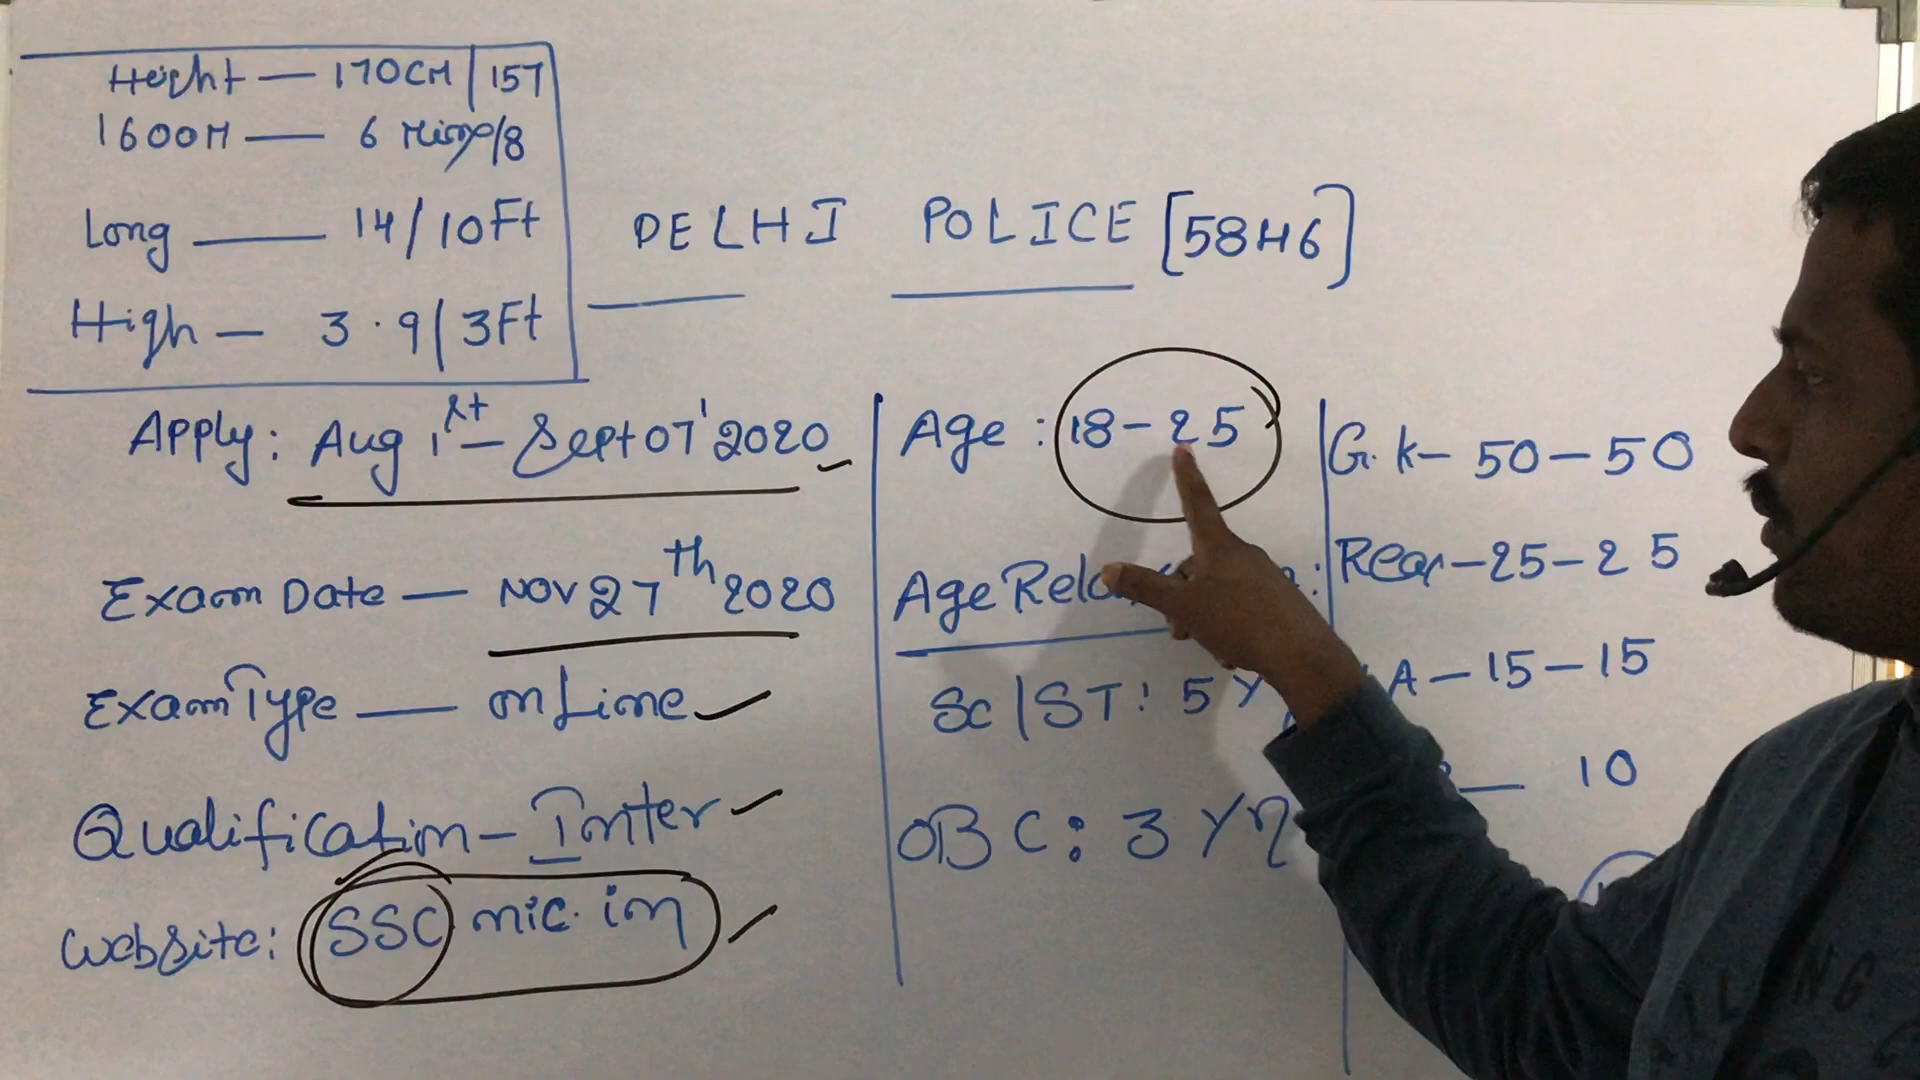 Height — 170CM | 157
1600M — 6 Mins/8
Long — 14/10Ft
High — 3.9 | 3Ft
DELHI POLICE [5846]
Apply: Aug 1st - Sept 07' 2020
Exam Date — Nov 27th 2020
Exam Type — online
Qualification - Inter
Website: SSC nic.in
Age: 18-25
Age
SC/ST: 5
OBC: 3
G.K - 50 - 50
Rea - 25 - 25
A - 15 - 15
— 10